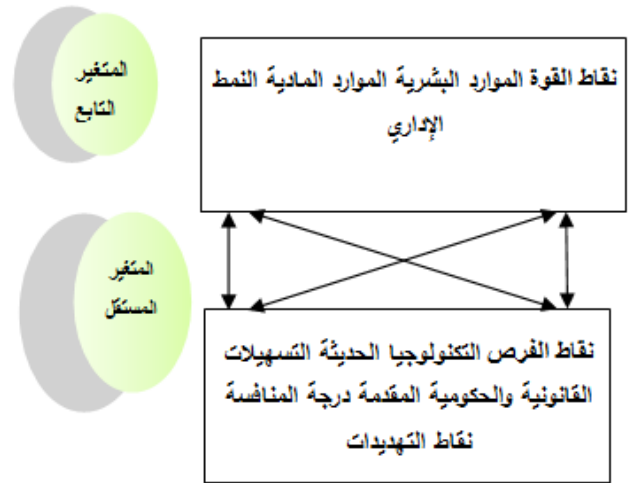 المتغير
التابع
نقاط القوة الموارد البشرية الموارد المادية النمط
الإداري
المتغير
المستقل
نقاط الفرص التكنولوجيا الحديثة التسهيلات
القانونية والحكومية المقدمة درجة المنافسة
نقاط التهديدات